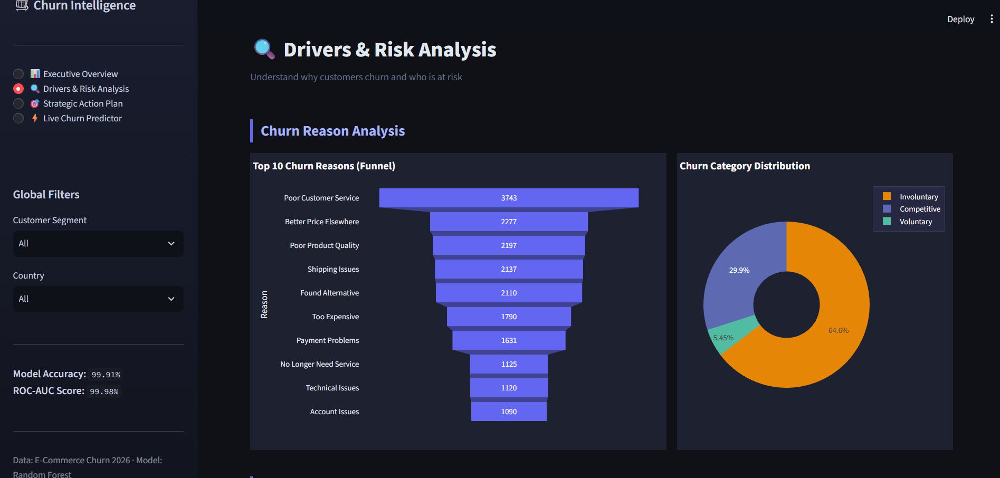 Churn Intelligence
Executive Overview
Drivers & Risk Analysis
Strategic Action Plan
Live Churn Predictor
Global Filters
Customer Segment
All
Country
All
Model Accuracy: 99.91%
ROC-AUC Score: 99.98%
Data: E-Commerce Churn 2026 · Model:
Random Forest
Deploy
Drivers & Risk Analysis
Understand why customers churn and who is at risk
Churn Reason Analysis
Top 10 Churn Reasons (Funnel)
Reason
Poor Customer Service 3743
Better Price Elsewhere 2277
Poor Product Quality 2197
Shipping Issues 2137
Found Alternative 2110
Too Expensive 1790
Payment Problems 1631
No Longer Need Service 1125
Technical Issues 1120
Account Issues 1090
Churn Category Distribution
Involuntary
Competitive
Voluntary
29.9%
64.6%
5.45%